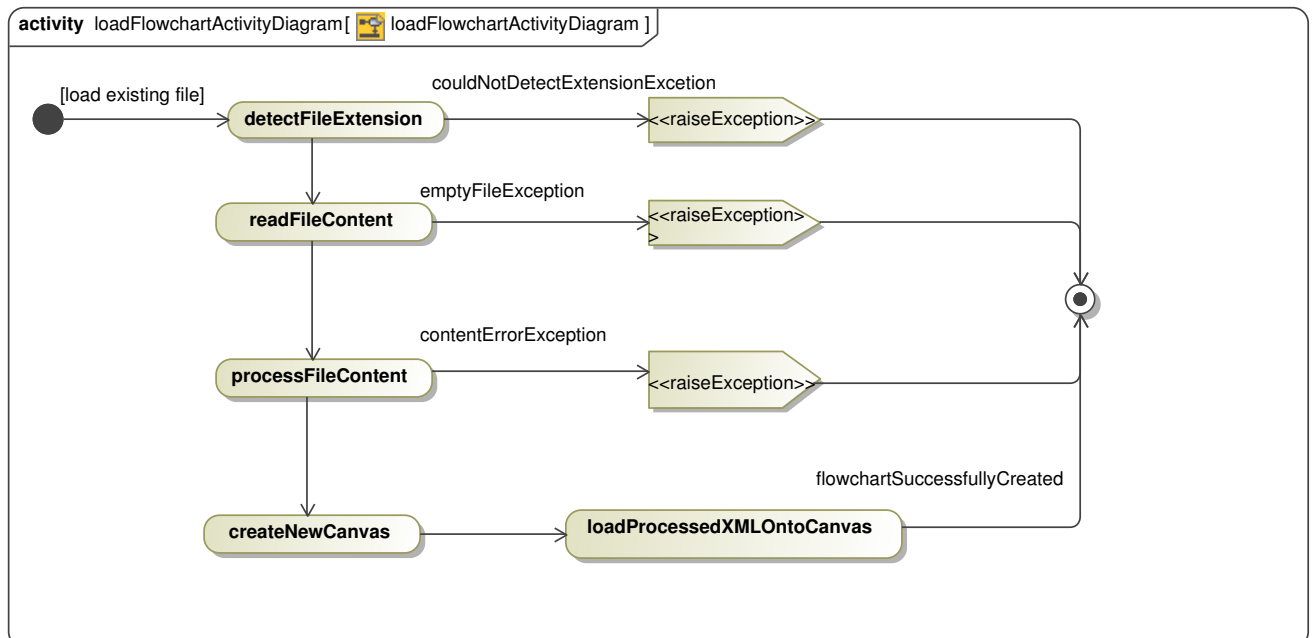 activity loadFlowchartActivityDiagram[ loadFlowchartActivityDiagram ]
[load existing file]
couldNotDetectExtensionExcetion
detectFileExtension
<<raiseException>>
emptyFileException
readFileContent
<<raiseException>
>
contentErrorException
processFileContent
<<raiseException>>
flowchartSuccessfullyCreated
createNewCanvas
loadProcessedXMLOntoCanvas